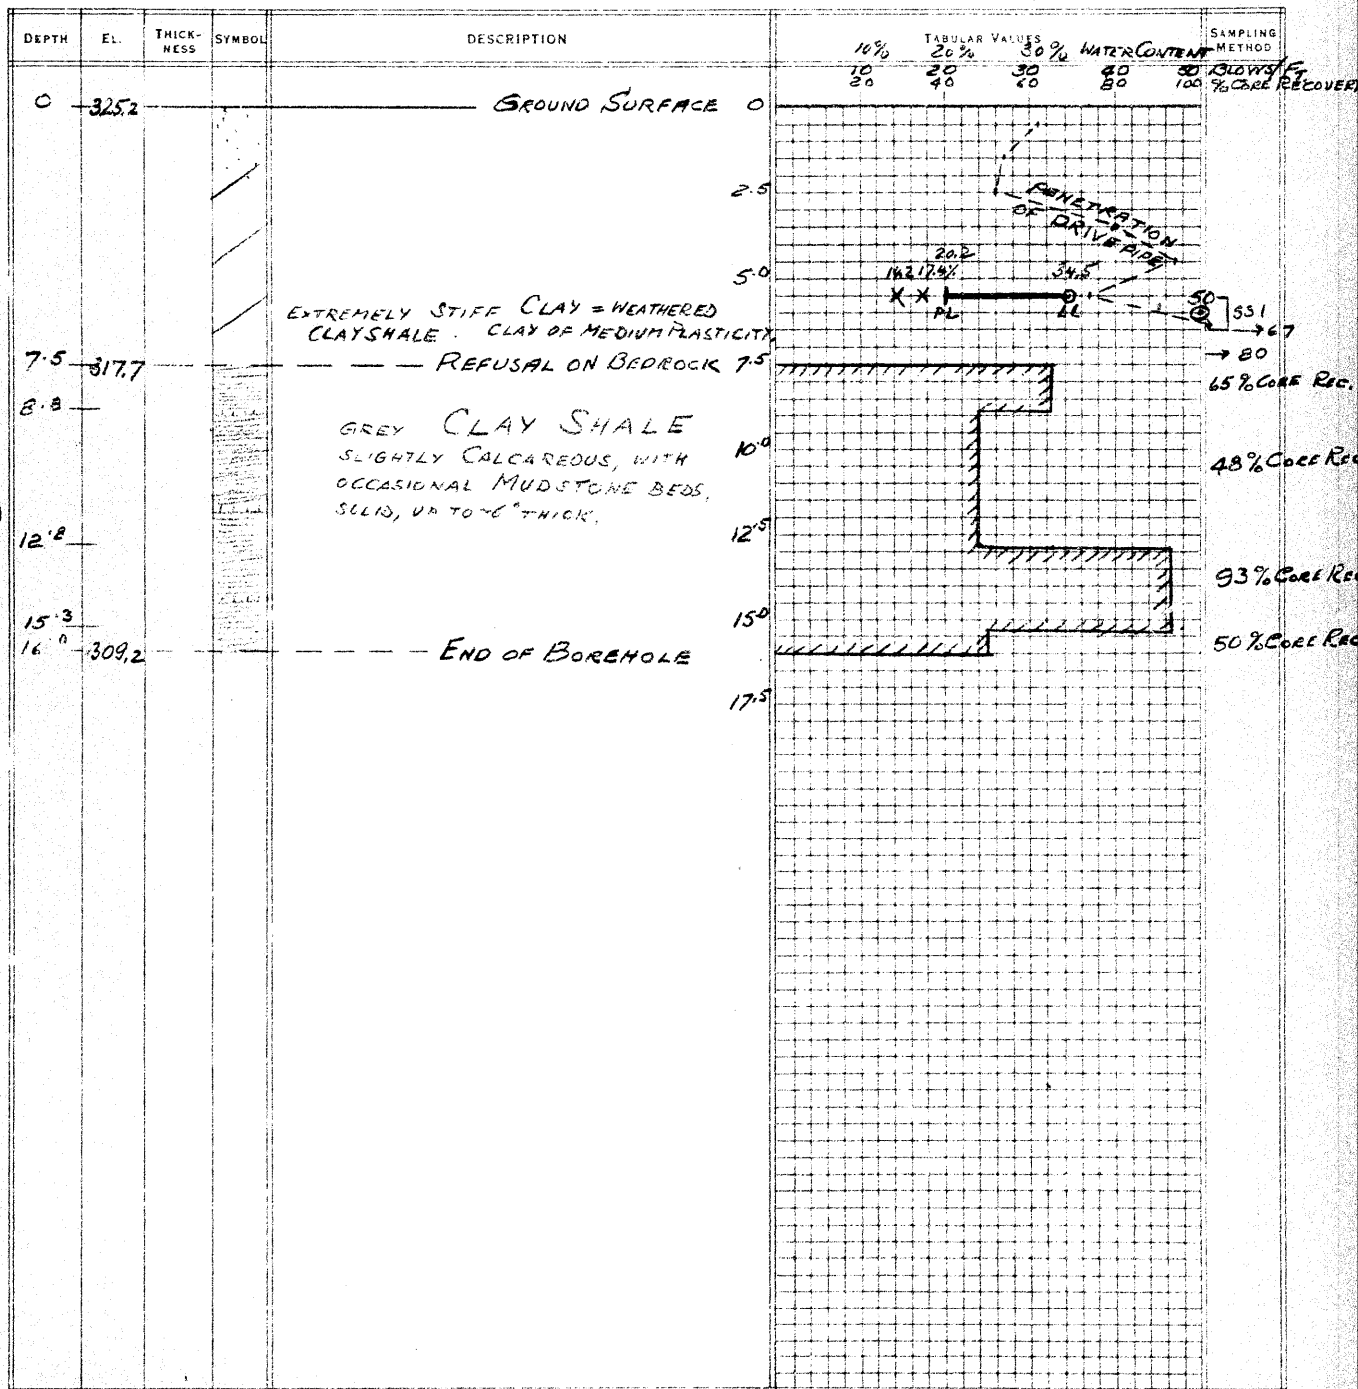 DEPTH EL. THICK-NESS SYMBOL DESCRIPTION TABULAR VALUES SAMPLING METHOD
10% 20% 30% WATER CONTENT
10 20 30 40 50 BLOWS/FT
20 40 60 80 100 % CORE RECOVERY
0 325.2 GROUND SURFACE 0
2.5
PENETRATION
OF DRIVE PIPE
20.2
5.0 14.2 17.4% 34.5
PL LL 50 SS1
67
EXTREMELY STIFF CLAY = WEATHERED
CLAYSHALE. CLAY OF MEDIUM PLASTICITY.
80
7.5 317.7 REFUSAL ON BEDROCK 7.5
65% CORE REC.
8.8
GREY CLAY SHALE
SLIGHTLY CALCAREOUS, WITH
10.0 48% CORE REC
OCCASIONAL MUDSTONE BEDS,
SOLID, UP TO ~6" THICK.
12.8 12.5
93% CORE REC
15.3 15.0
16.0 309.2 END OF BOREHOLE
50% CORE REC
17.5